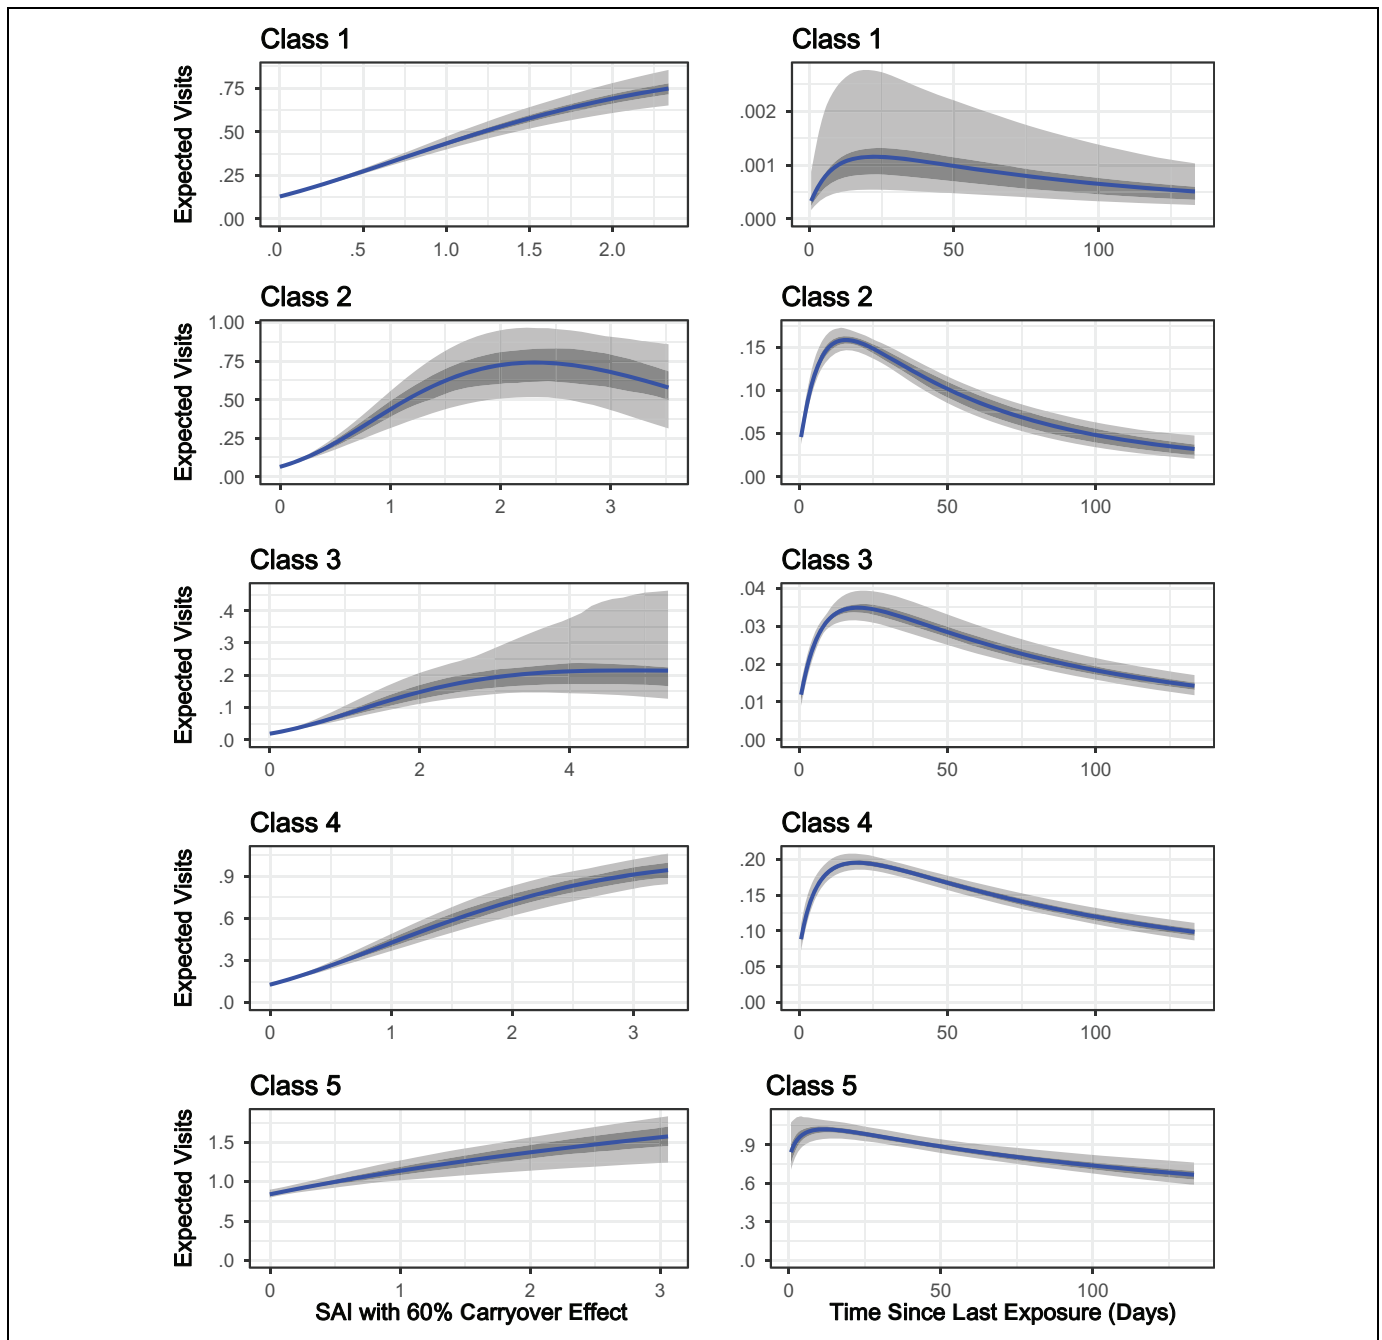 Class 1
Class 1
Expected Visits
.75
.50
.25
.00
.0 .5 1.0 1.5 2.0
.002
.001
.000
0 50 100
Class 2
Class 2
Expected Visits
1.00
.75
.50
.25
.00
0 1 2 3
.15
.10
.05
.00
0 50 100
Class 3
Class 3
Expected Visits
.4
.3
.2
.1
.0
0 2 4
.04
.03
.02
.01
.00
0 50 100
Class 4
Class 4
Expected Visits
.9
.6
.3
.0
0 1 2 3
.20
.15
.10
.05
.00
0 50 100
Class 5
Class 5
Expected Visits
1.5
1.0
.5
.0
0 1 2 3
SAI with 60% Carryover Effect
.9
.6
.3
.0
0 50 100
Time Since Last Exposure (Days)